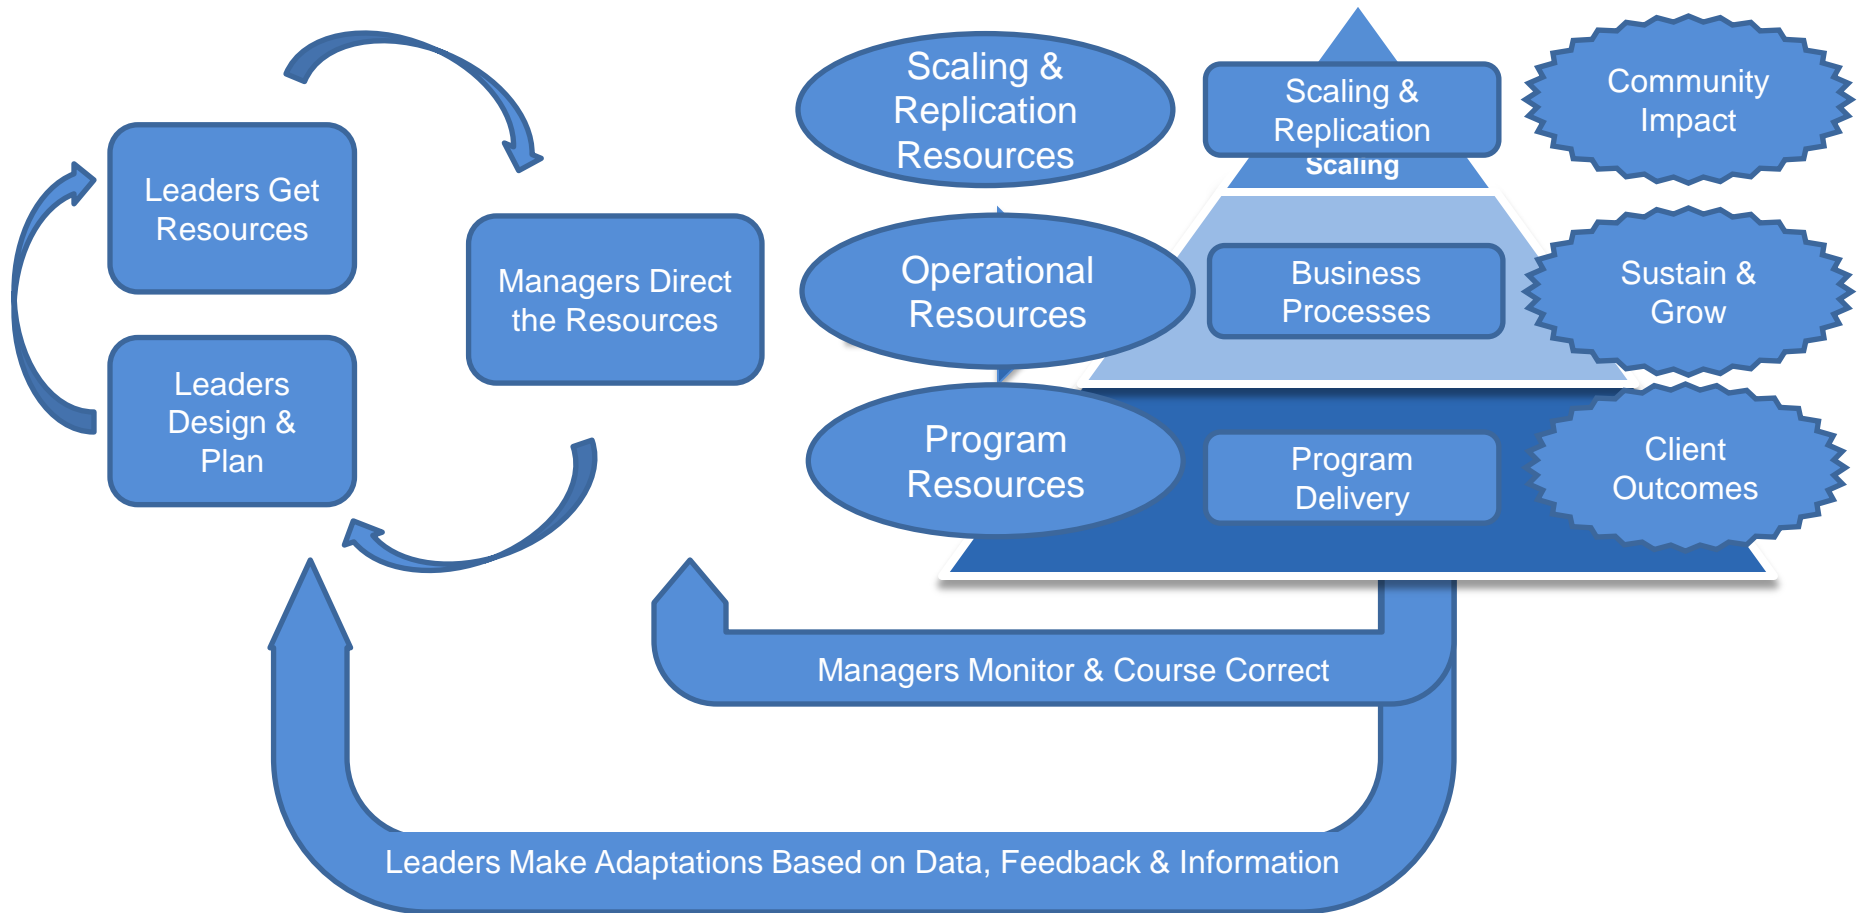 Leaders Get
Resources
Leaders
Design &
Plan
Managers Direct
the Resources
Scaling &
Replication
Resources
Operational
Resources
Program
Resources
Scaling &
Replication
Scaling
Business
Processes
Program
Delivery
Community
Impact
Sustain &
Grow
Client
Outcomes
Managers Monitor & Course Correct
Leaders Make Adaptations Based on Data, Feedback & Information